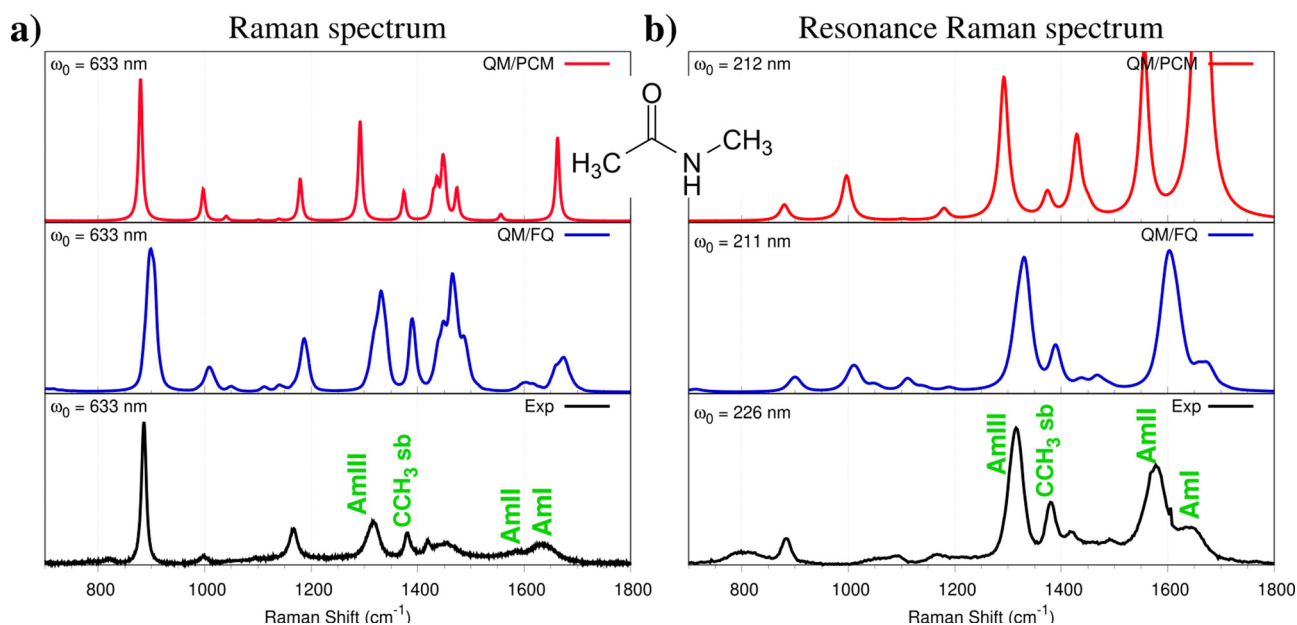 a)
Raman spectrum
ω₀ = 633 nm
QM/PCM
ω₀ = 633 nm
QM/FQ
ω₀ = 633 nm
Exp
AmIII
CCH₃ sb
AmII
AmI
800 1000 1200 1400 1600 1800
Raman Shift (cm⁻¹)
O
H₃C
N
H
CH₃
b)
Resonance Raman spectrum
ω₀ = 212 nm
QM/PCM
ω₀ = 211 nm
QM/FQ
ω₀ = 226 nm
Exp
AmIII
CCH₃ sb
AmII
AmI
800 1000 1200 1400 1600 1800
Raman Shift (cm⁻¹)